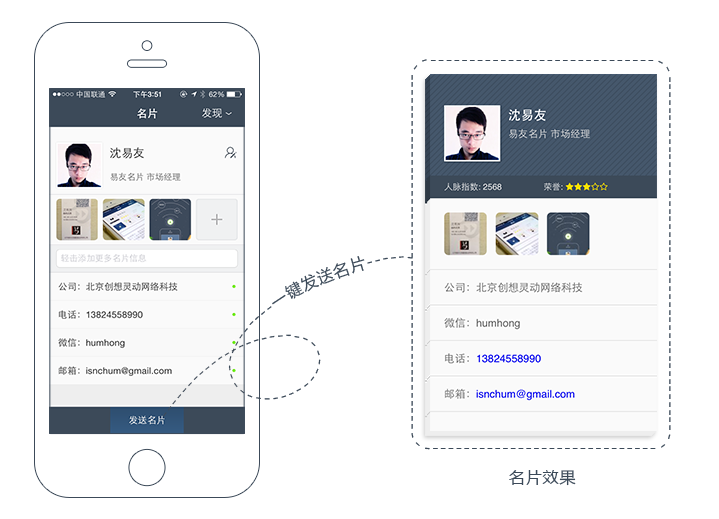 中国联通 下午3:51 62%
名片 发现
沈易友
易友名片 市场经理
轻击添加更多名片信息
公司：北京创想灵动网络科技
电话：13824558990
微信：humhong
邮箱：isnchum@gmail.com
发送名片
一键发送名片
沈易友
易友名片 市场经理
人脉指数: 2568 荣誉:
公司：北京创想灵动网络科技
微信：humhong
电话：13824558990
邮箱：isnchum@gmail.com
名片效果